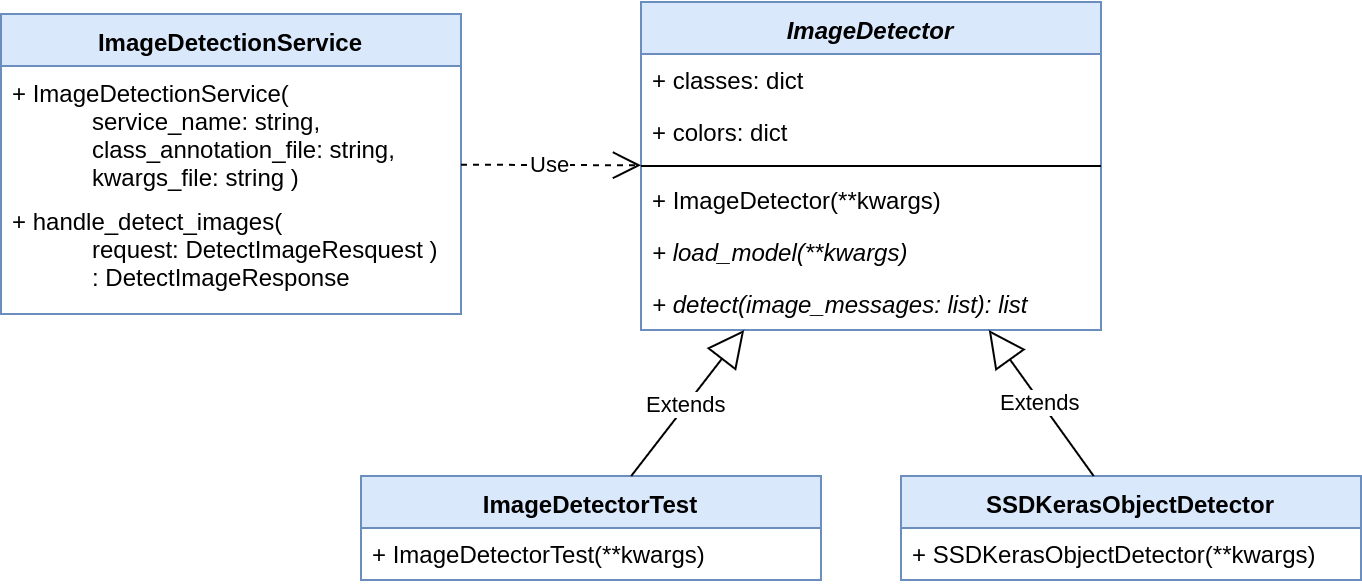 ImageDetectionService
+ ImageDetectionService(
service_name: string,
class_annotation_file: string,
kwargs_file: string )
+ handle_detect_images(
request: DetectImageResquest )
: DetectImageResponse
Use
ImageDetector
+ classes: dict
+ colors: dict
+ ImageDetector(**kwargs)
+ load_model(**kwargs)
+ detect(image_messages: list): list
Extends
Extends
ImageDetectorTest
+ ImageDetectorTest(**kwargs)
SSDKerasObjectDetector
+ SSDKerasObjectDetector(**kwargs)